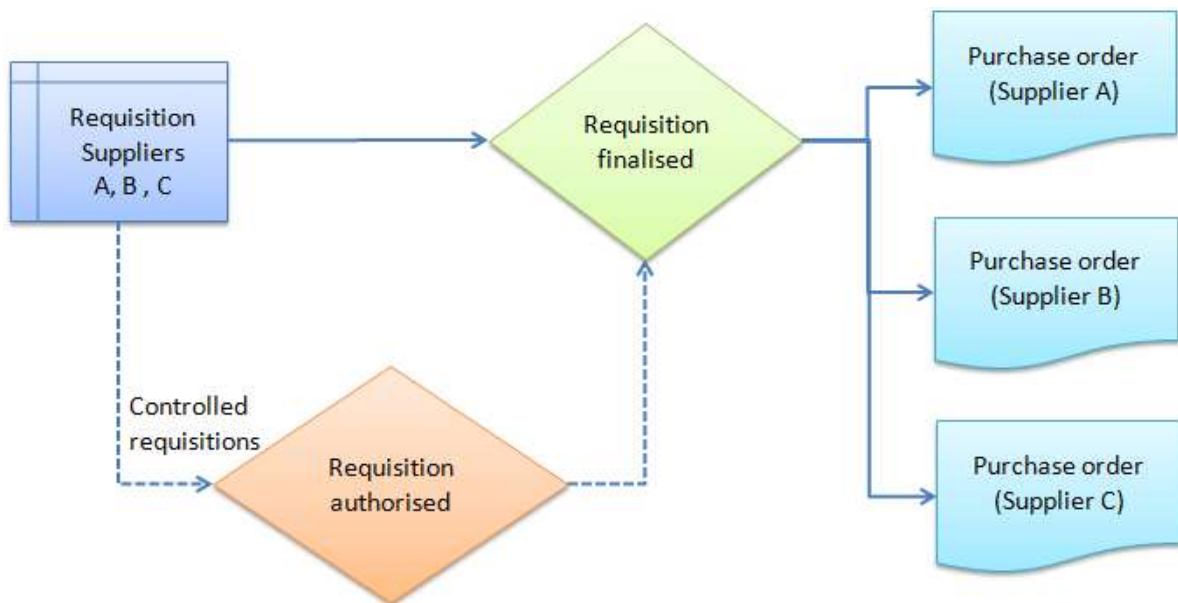 Requisition
Suppliers
A, B , C
Requisition
finalised
Purchase order
(Supplier A)
Purchase order
(Supplier B)
Controlled
requisitions
Requisition
authorised
Purchase order
(Supplier C)